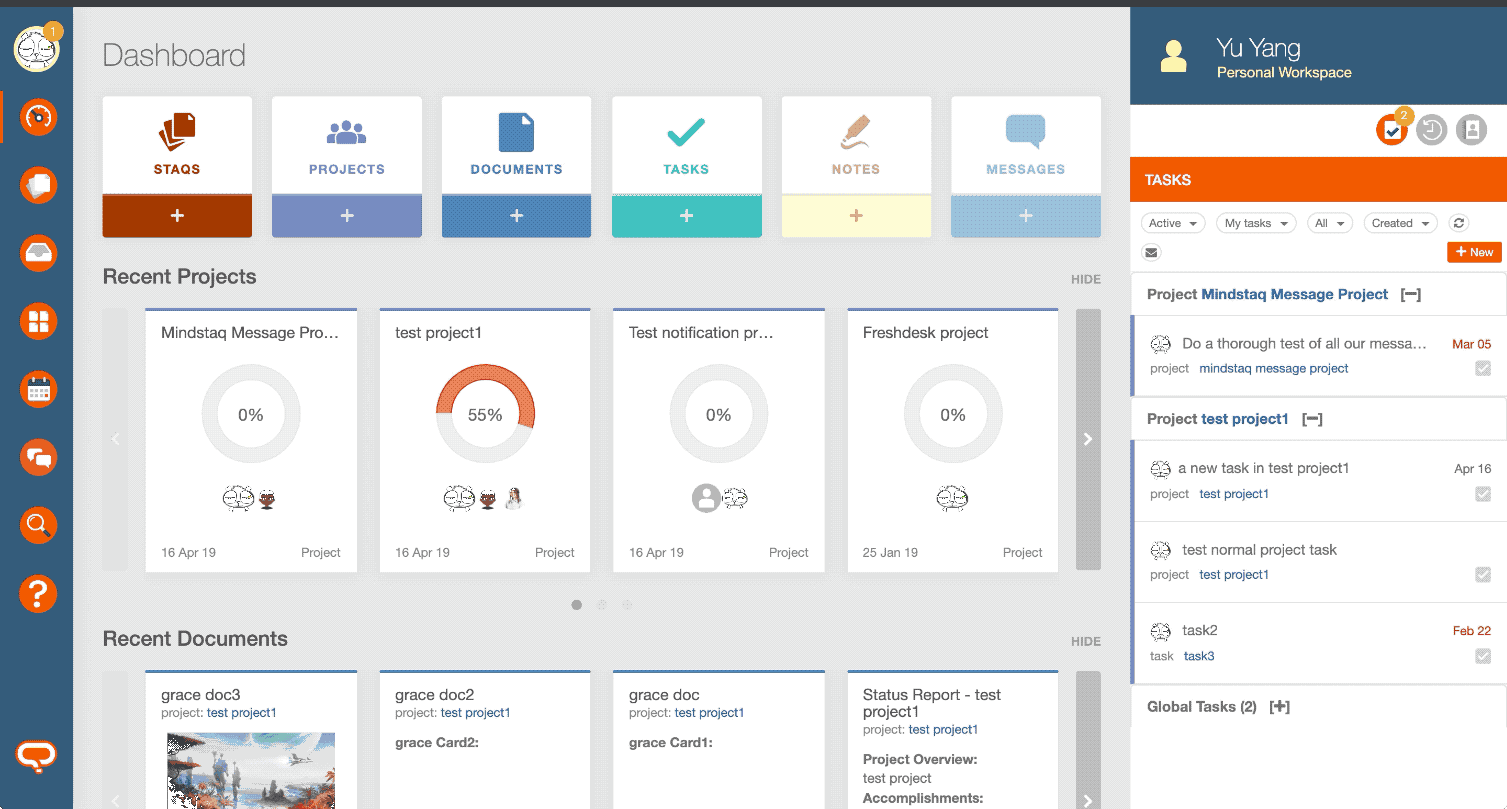 1
Dashboard
STAQS
PROJECTS
DOCUMENTS
TASKS
NOTES
MESSAGES
+
+
+
+
+
+
Recent Projects
HIDE
Mindstaq Message Pro...
0%
16 Apr 19 Project
test project1
55%
16 Apr 19 Project
Test notification pr...
0%
16 Apr 19 Project
Freshdesk project
0%
25 Jan 19 Project
Recent Documents
HIDE
grace doc3
project: test project1
grace doc2
project: test project1
grace Card2:
grace doc
project: test project1
grace Card1:
Status Report - test
project1
project: test project1
Project Overview:
test project
Accomplishments:
?
Yu Yang
Personal Workspace
2
TASKS
Active My tasks All Created
+ New
Project Mindstaq Message Project [−]
Do a thorough test of all our messa... Mar 05
project mindstaq message project
Project test project1 [−]
a new task in test project1 Apr 16
project test project1
test normal project task
project test project1
task2 Feb 22
task task3
Global Tasks (2) [+]